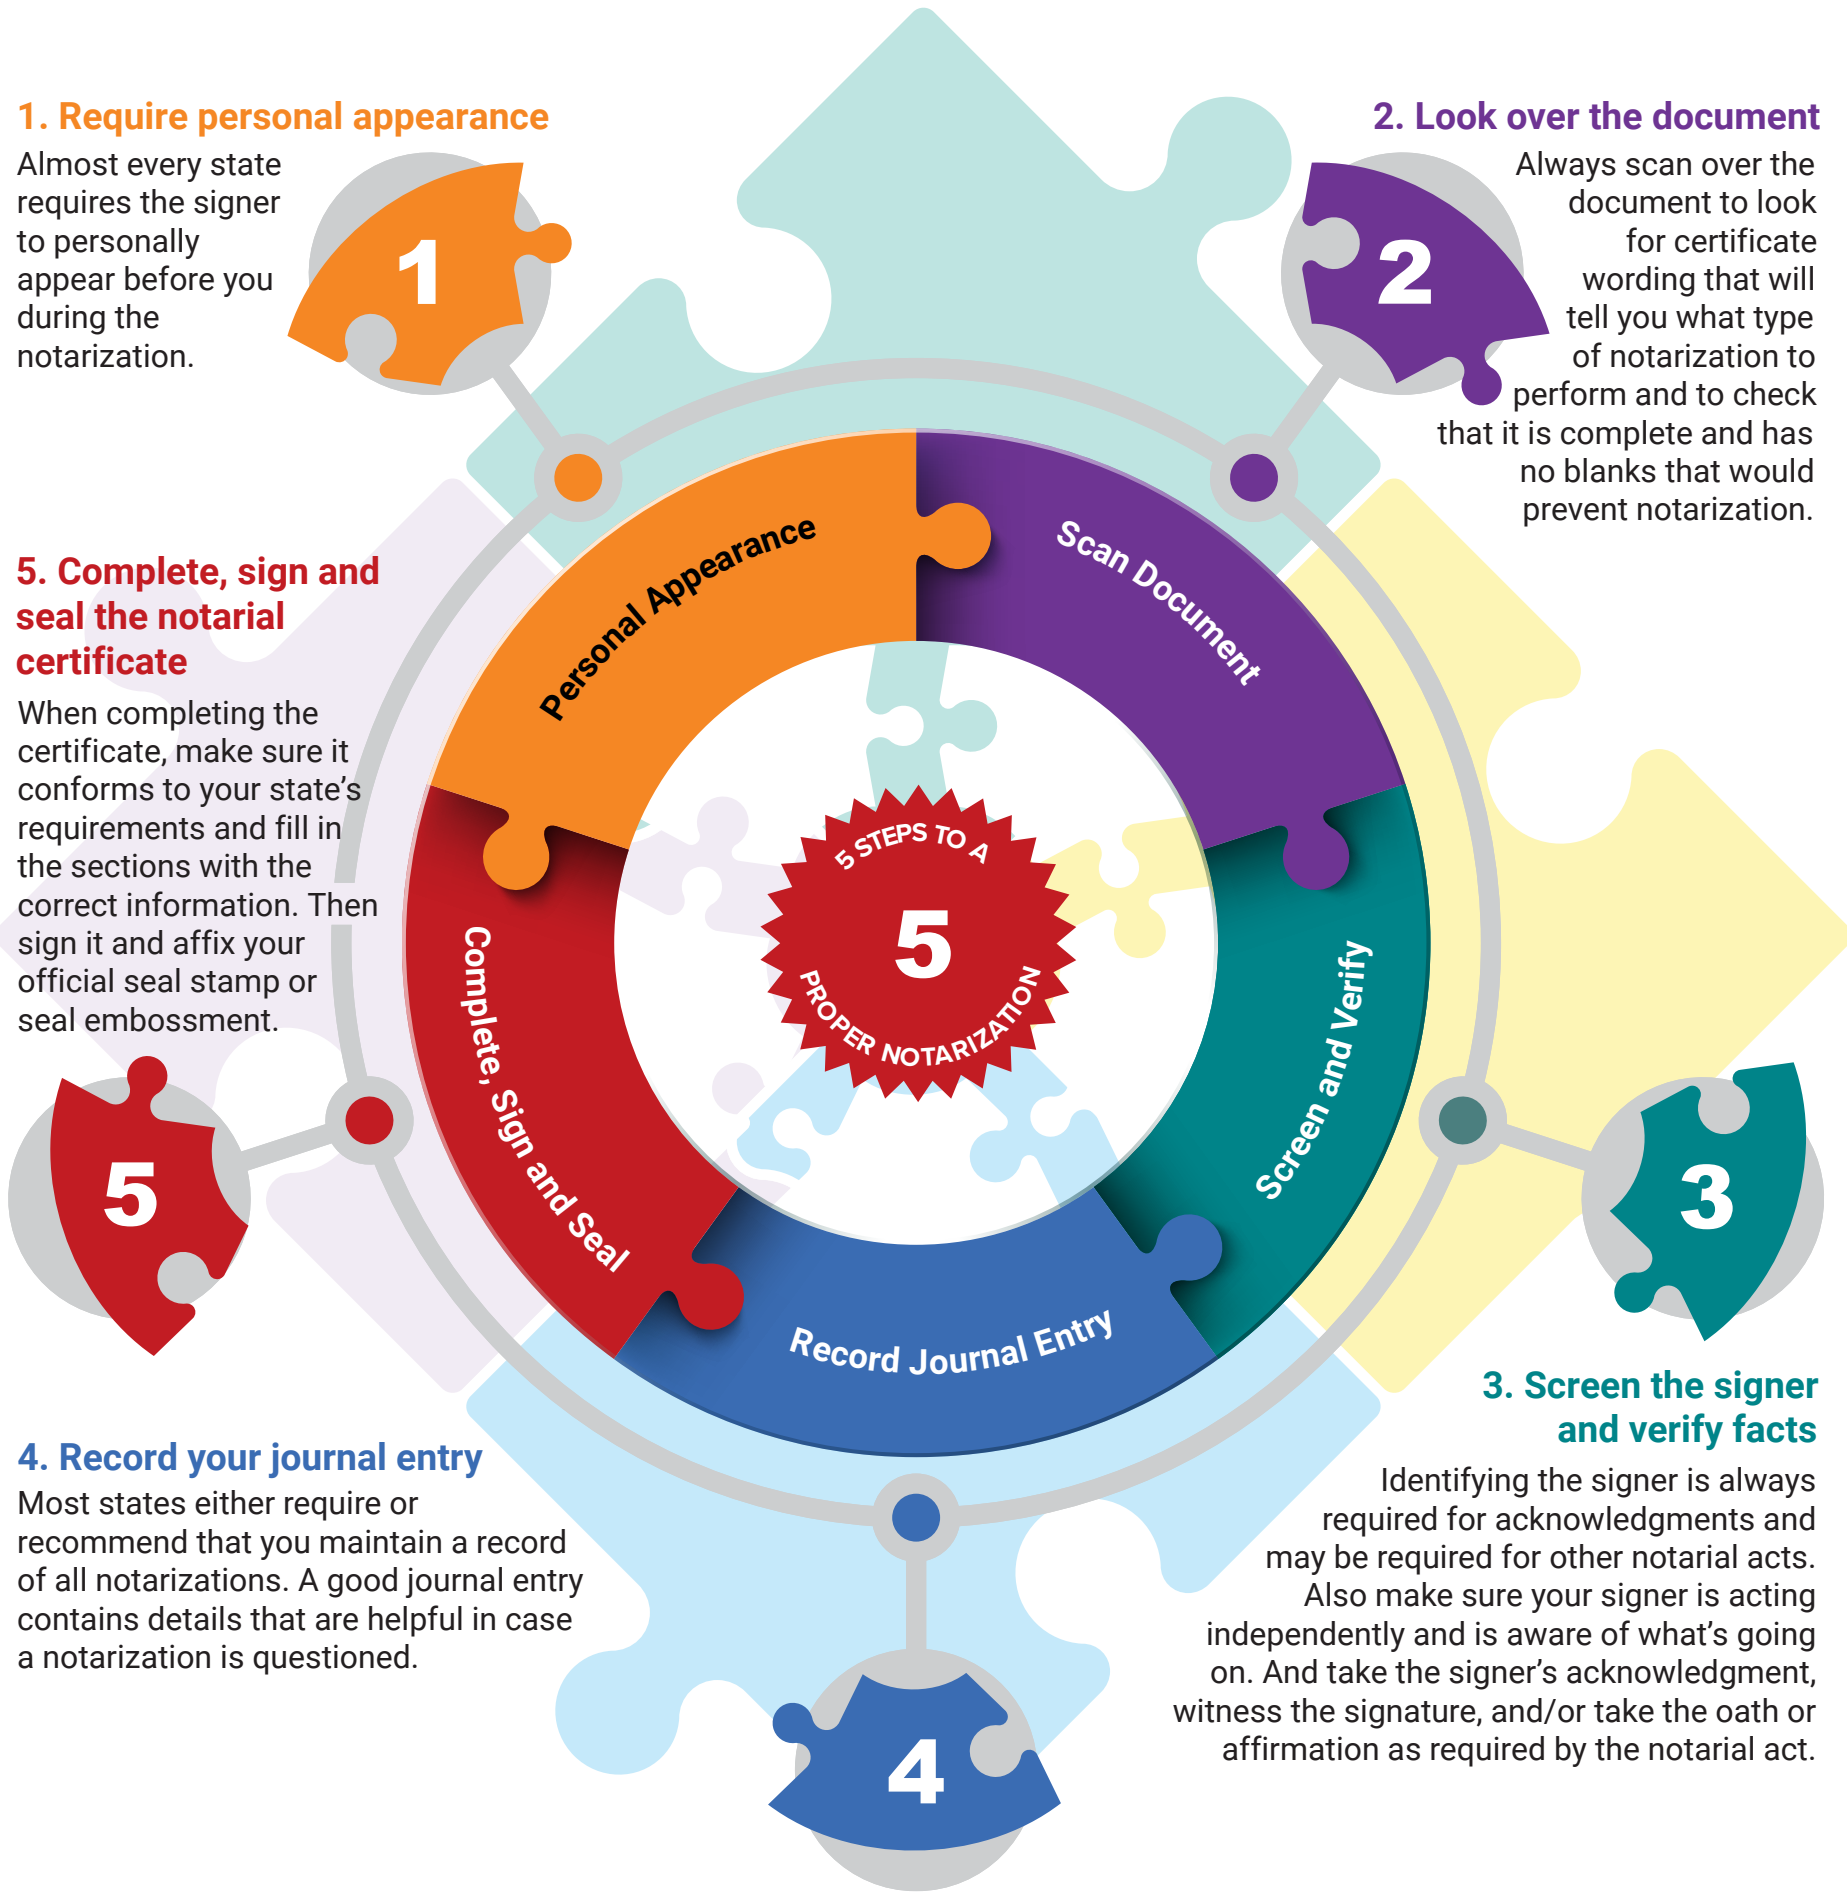 1. Require personal appearance
Almost every state
requires the signer
to personally
appear before you
during the
notarization.
1
2. Look over the document
Always scan over the
document to look
for certificate
wording that will
tell you what type
of notarization to
perform and to check
that it is complete and has
no blanks that would
prevent notarization.
2
Personal Appearance
Scan Document
Screen and Verify
Record Journal Entry
Complete, Sign and Seal
5 STEPS TO A
5
PROPER NOTARIZATION
5. Complete, sign and
seal the notarial
certificate
When completing the
certificate, make sure it
conforms to your state's
requirements and fill in
the sections with the
correct information. Then
sign it and affix your
official seal stamp or
seal embossment.
5
3
3. Screen the signer
and verify facts
Identifying the signer is always
required for acknowledgments and
may be required for other notarial acts.
Also make sure your signer is acting
independently and is aware of what's going
on. And take the signer's acknowledgment,
witness the signature, and/or take the oath or
affirmation as required by the notarial act.
4. Record your journal entry
Most states either require or
recommend that you maintain a record
of all notarizations. A good journal entry
contains details that are helpful in case
a notarization is questioned.
4